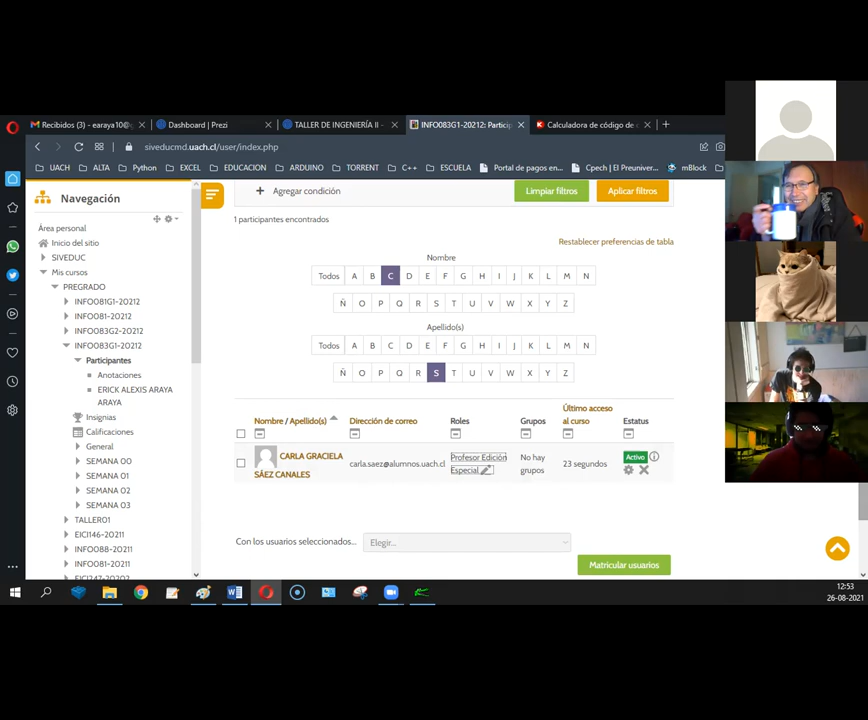 Recibidos (3) - earaya10@g
Dashboard | Prezi
TALLER DE INGENIERÍA II –
INFO083G1-20212: Particip
Calculadora de código de c
siveducmd.uach.cl/user/index.php
UACH
ALTA
Python
EXCEL
EDUCACION
ARDUINO
TORRENT
C++
ESCUELA
Portal de pagos en...
Cpech | El Preuniver...
mBlock
Navegación
Área personal
Inicio del sitio
SIVEDUC
Mis cursos
PREGRADO
INFO081G1-20212
INFO081-20212
INFO083G2-20212
INFO083G1-20212
Participantes
Anotaciones
ERICK ALEXIS ARAYA
ARAYA
Insignias
Calificaciones
General
SEMANA 00
SEMANA 01
SEMANA 02
SEMANA 03
TALLER01
EICI146-20211
INFO088-20211
INFO081-20211
EICI247-20202
Agregar condición
Limpiar filtros
Aplicar filtros
1 participantes encontrados
Restablecer preferencias de tabla
Nombre
Todos A B C D E F G H I J K L M N
Ñ O P Q R S T U V W X Y Z
Apellido(s)
Todos A B C D E F G H I J K L M N
Ñ O P Q R S T U V W X Y Z
Nombre / Apellido(s)
Dirección de correo
Roles
Grupos
Último acceso
al curso
Estatus
CARLA GRACIELA
SÁEZ CANALES
carla.saez@alumnos.uach.cl
Profesor Edición
Especial
No hay
grupos
23 segundos
Activo
Con los usuarios seleccionados...
Elegir...
Matricular usuarios
12:53
26-08-2021